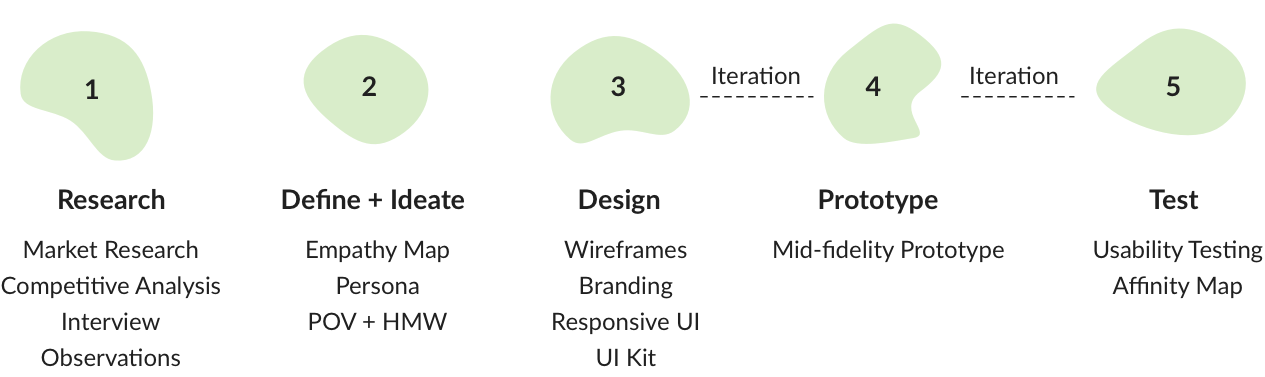 1
2
3
Iteration
4
Iteration
5
Research
Market Research
Competitive Analysis
Interview
Observations
Define + Ideate
Empathy Map
Persona
POV + HMW
Design
Wireframes
Branding
Responsive UI
UI Kit
Prototype
Mid-fidelity Prototype
Test
Usability Testing
Affinity Map